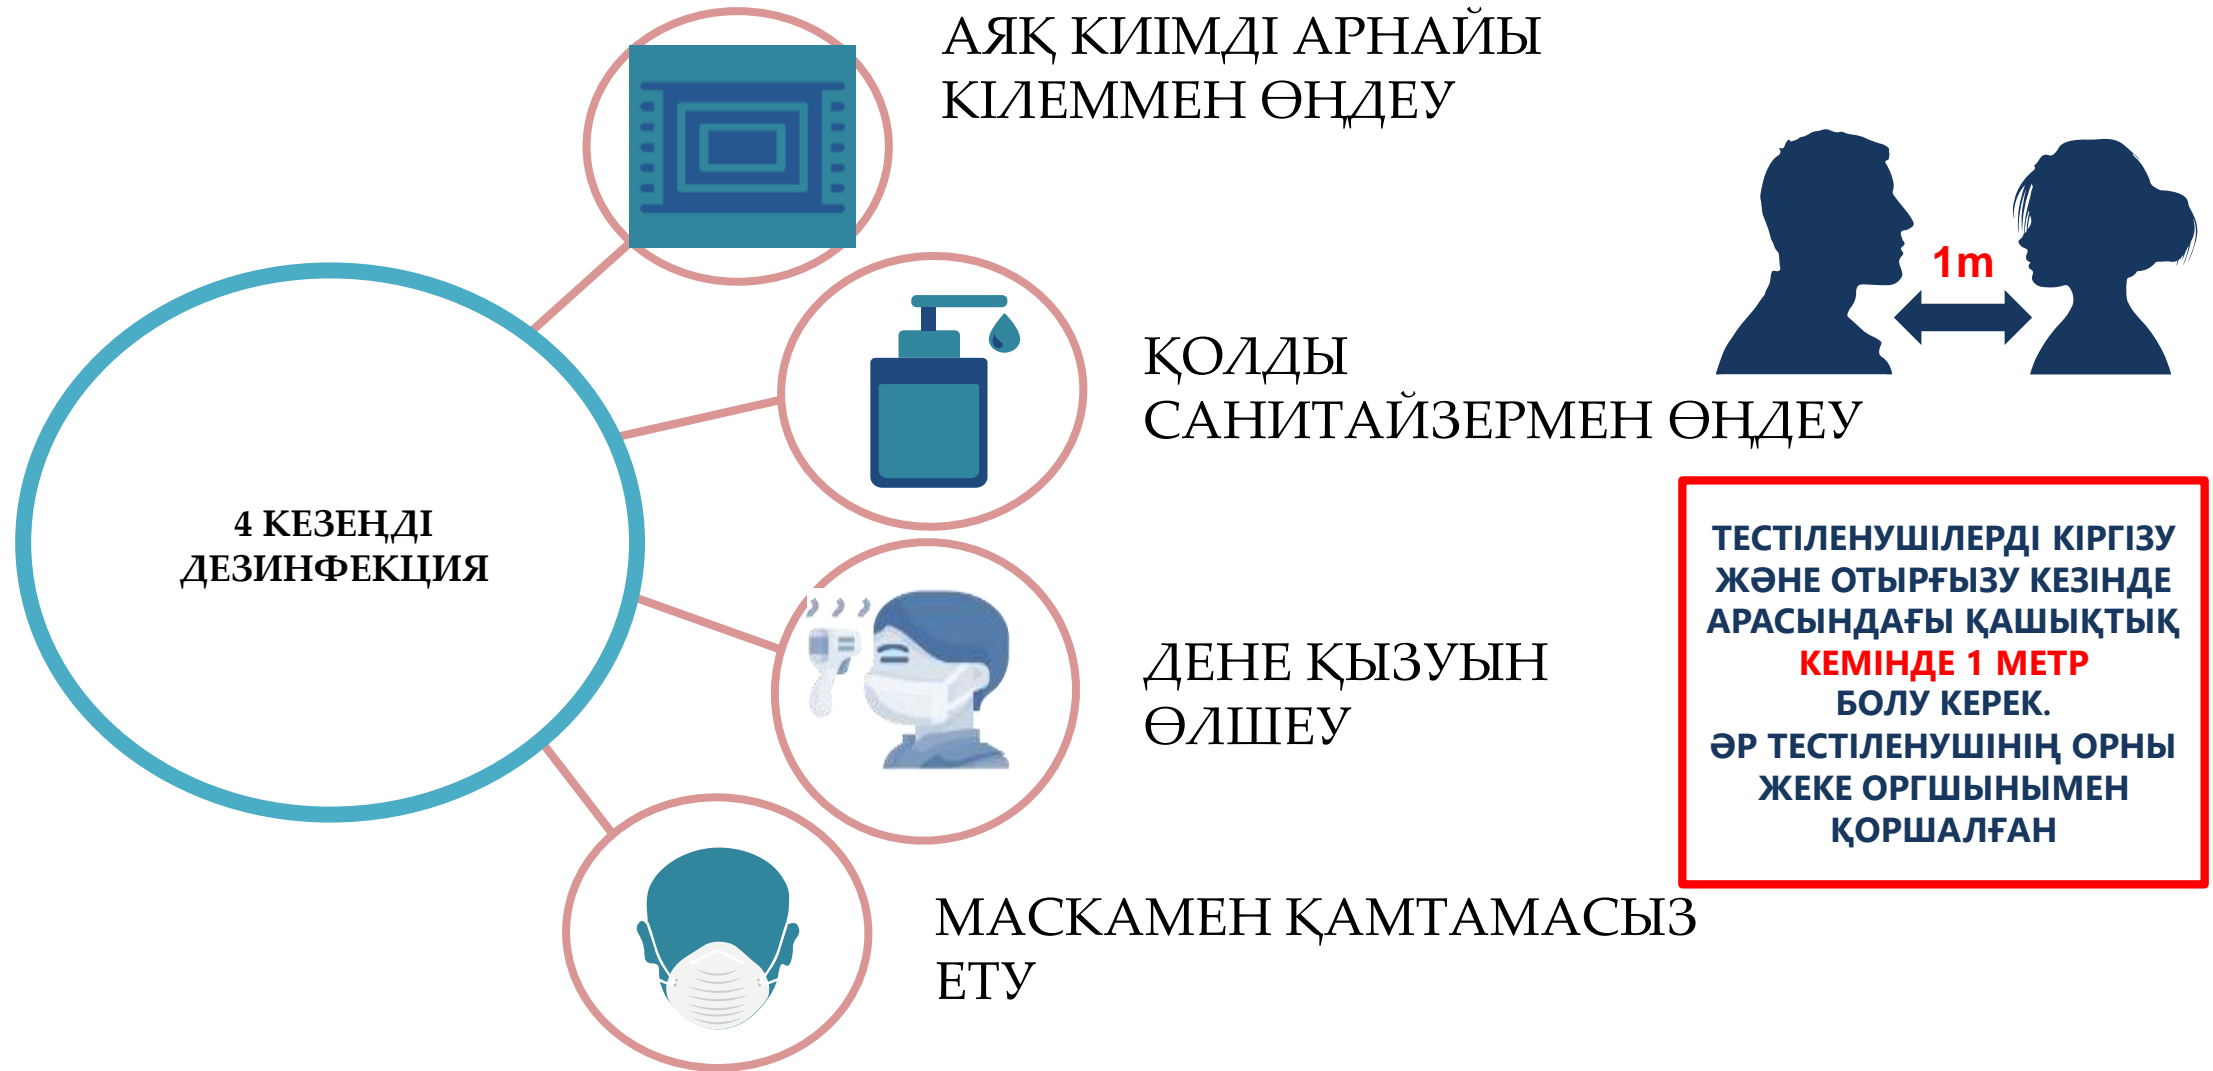 АЯҚ КИІМДІ АРНАЙЫ
КІЛЕММЕН ӨҢДЕУ
1m
ҚОЛДЫ
САНИТАЙЗЕРМЕН ӨҢДЕУ
4 КЕЗЕҢДІ
ДЕЗИНФЕКЦИЯ
ДЕНЕ ҚЫЗУЫН
ӨЛШЕУ
МАСКАМЕН ҚАМТАМАСЫЗ
ЕТУ
ТЕСТІЛЕНУШІЛЕРДІ КІРГІЗУ
ЖӘНЕ ОТЫРҒЫЗУ КЕЗІНДЕ
АРАСЫНДАҒЫ ҚАШЫҚТЫҚ
КЕМІНДЕ 1 МЕТР
БОЛУ КЕРЕК.
ӘР ТЕСТІЛЕНУШІНІҢ ОРНЫ
ЖЕКЕ ОРГШЫНЫМЕН
ҚОРШАЛҒАН